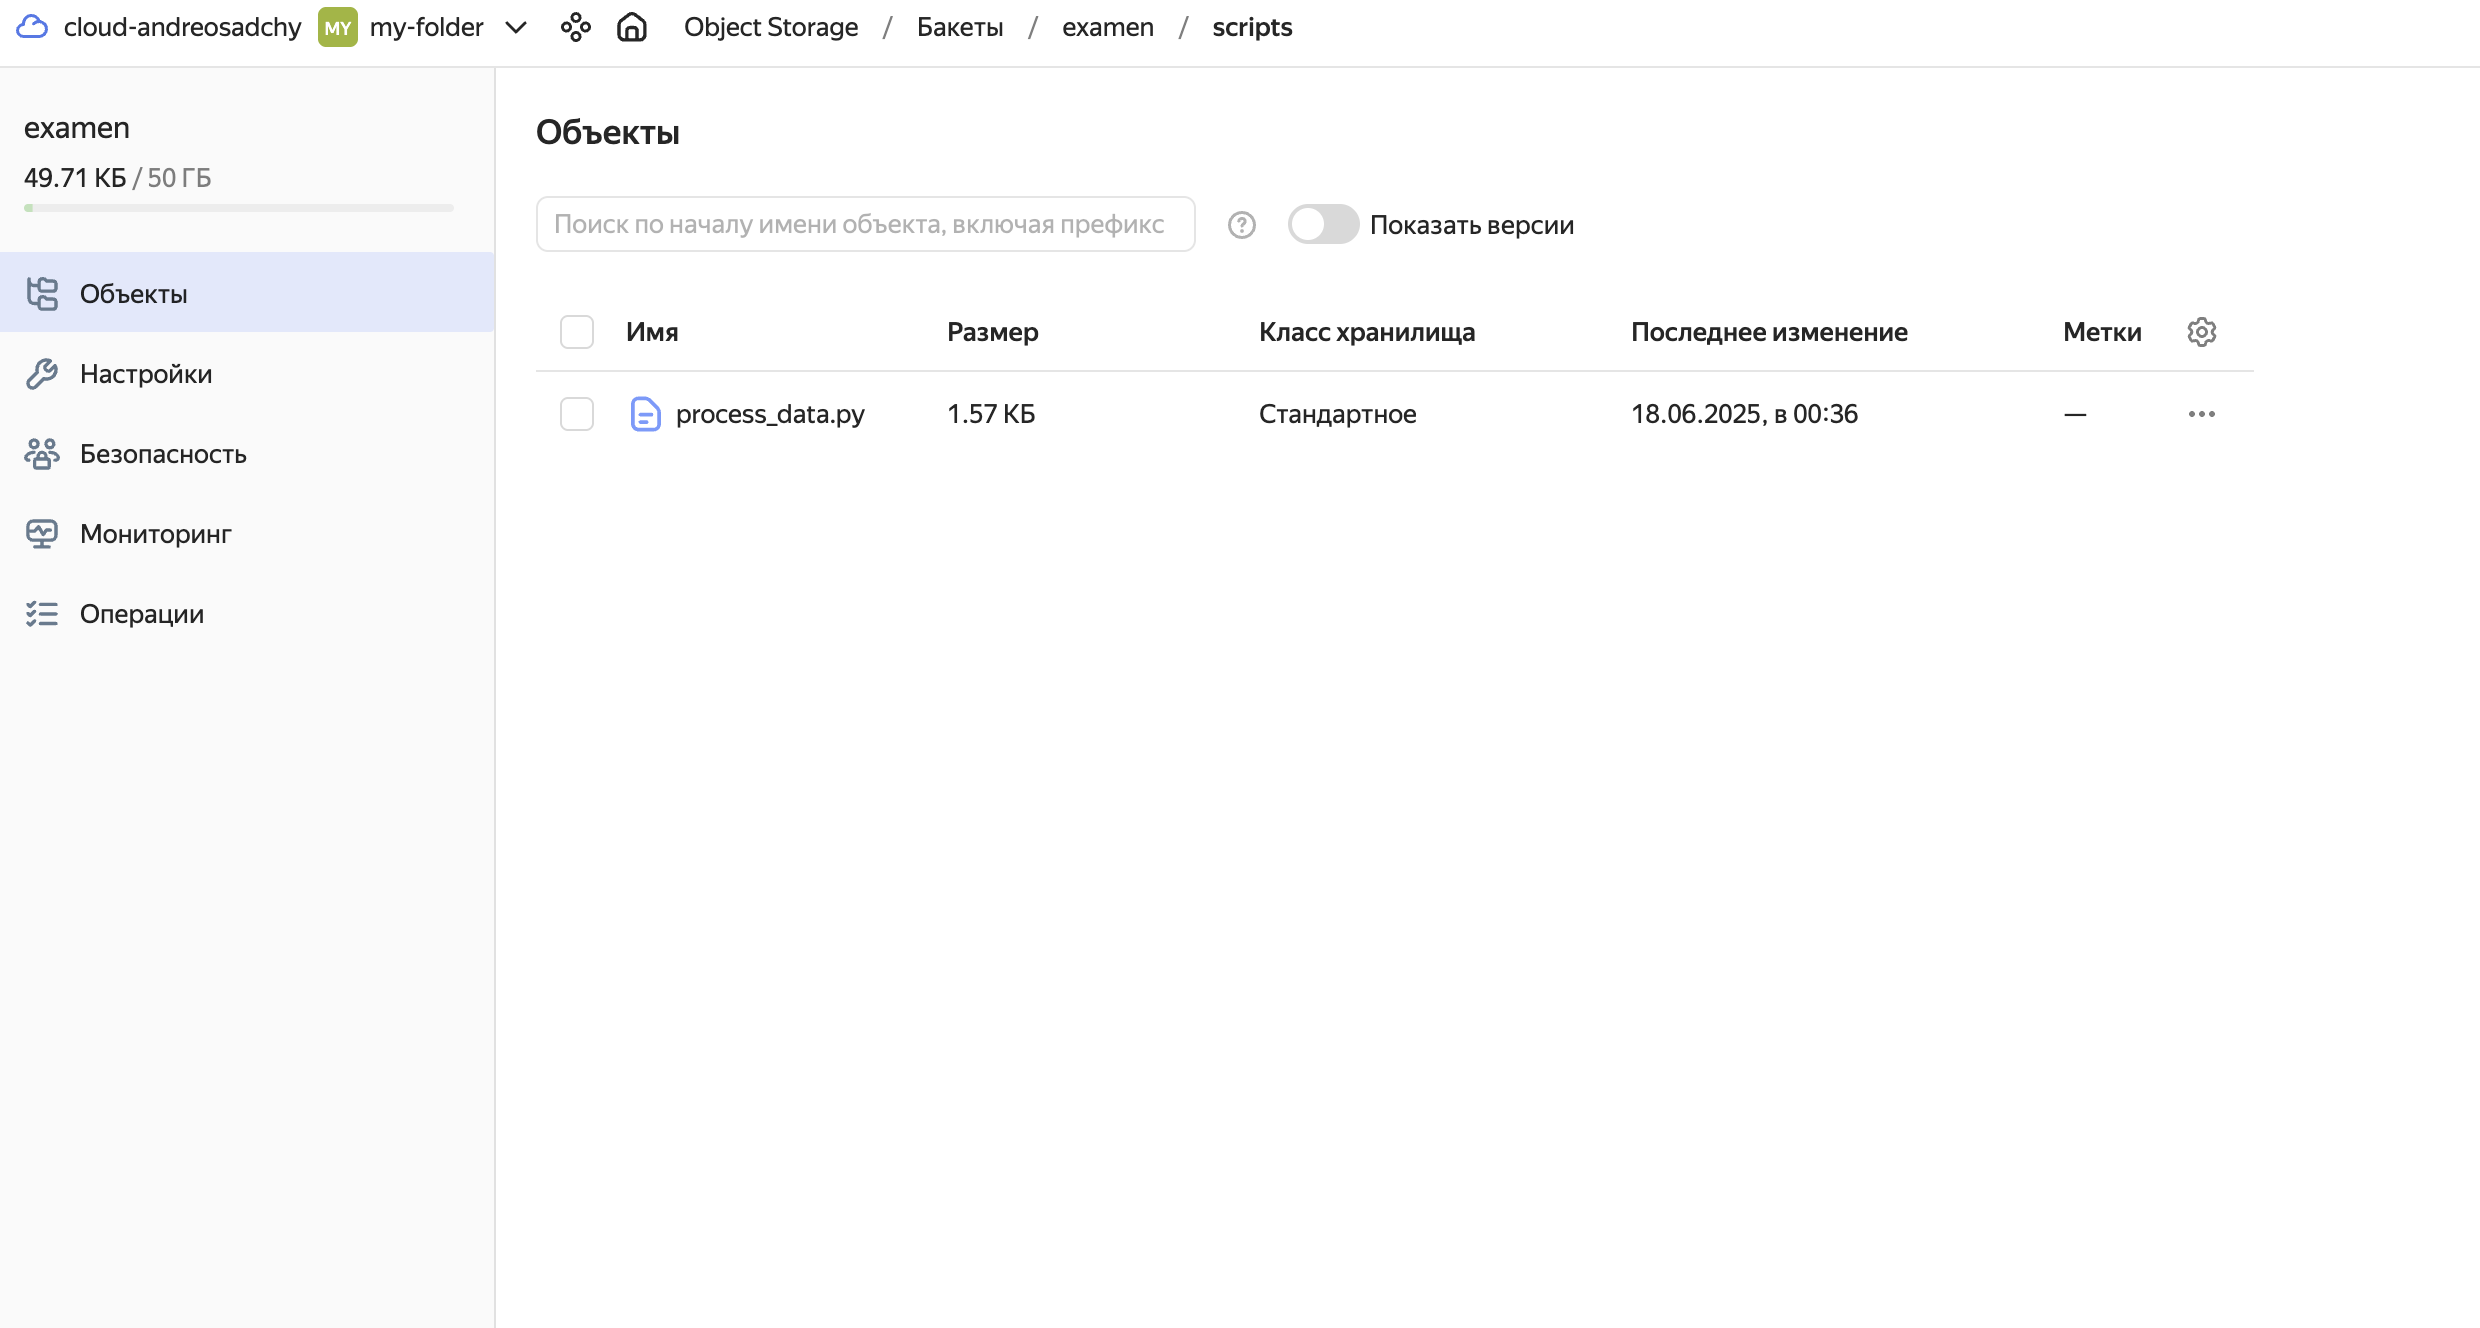 cloud-andreosadchy MY my-folder Object Storage / Бакеты / examen / scripts
examen
49.71 КБ / 50 ГБ
Объекты
Настройки
Безопасность
Мониторинг
Операции
Объекты
Поиск по началу имени объекта, включая префикс ? Показать версии
Имя Размер Класс хранилища Последнее изменение Метки
process_data.py 1.57 КБ Стандартное 18.06.2025, в 00:36 —